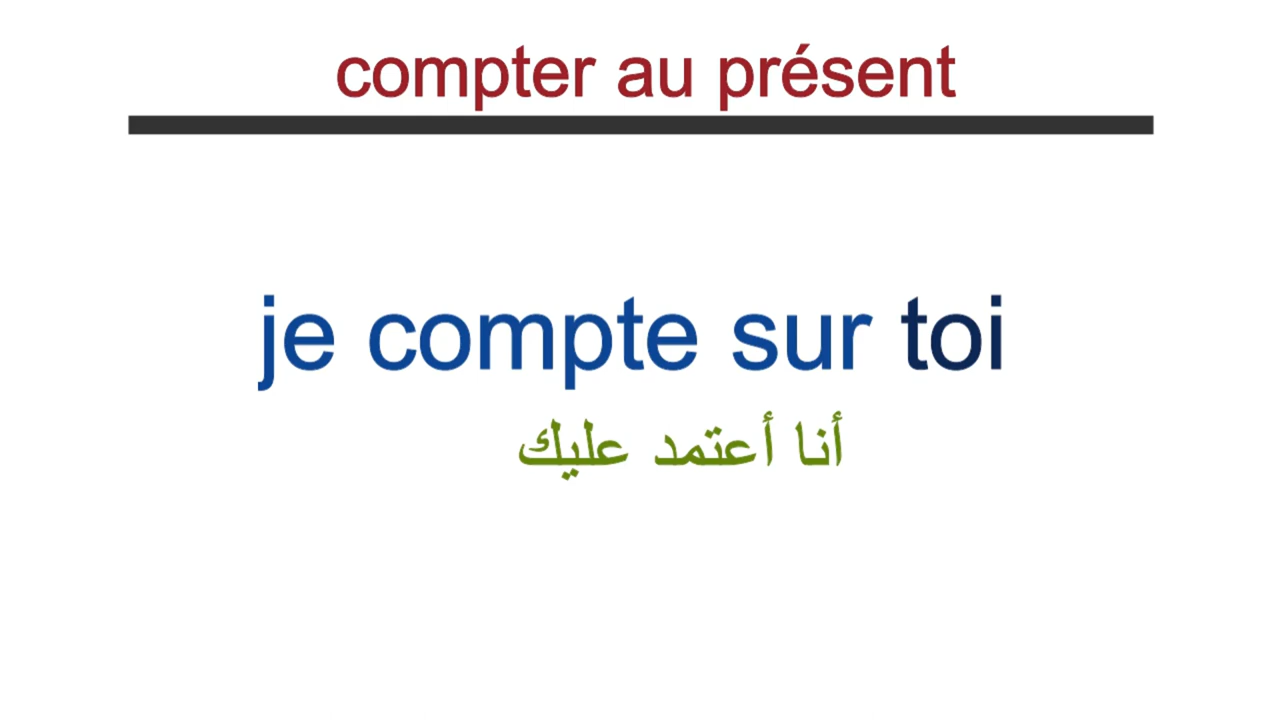 compter au présent
je compte sur toi
أنا أعتمد عليك